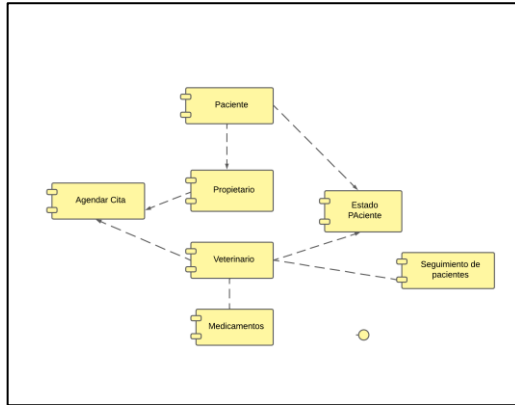 Paciente
Propietario
Agendar Cita
Estado
PAciente
Veterinario
Seguimiento de
pacientes
Medicamentos